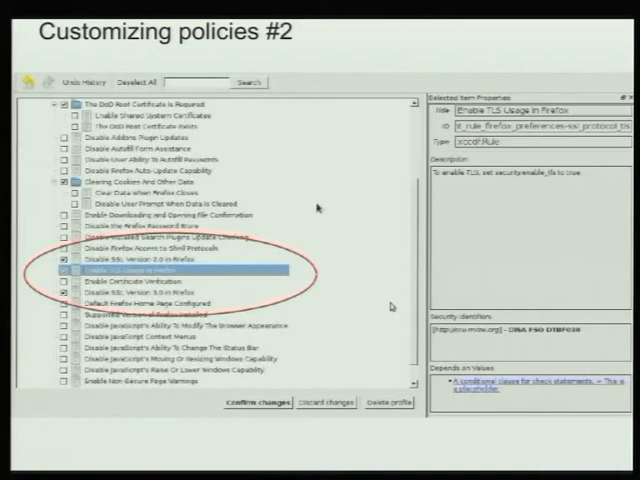 Customizing policies #2
Undo History Deselect All Search
The DoD Root Certificate Is Required
Enable Shared System Certificates
The DoD Root Certificate Exists
Disable Addons Plugin Updates
Disable Autofill Form Assistance
Disable User Ability To Autofill Passwords
Disable Firefox Auto-Update Capability
Clearing Cookies And Other Data
Clear Data When Firefox Closes
Disable User Prompt When Data Is Cleared
Enable Downloading and Opening File Confirmation
Disable the Firefox Password Store
Disable Installed Search Plugins Update Checking
Disable Firefox Access to Shell Protocols
Disable SSL Version 2.0 in Firefox
Enable TLS Usage in Firefox
Enable Certificate Verification
Disable SSL Version 3.0 in Firefox
Default Firefox Home Page Configured
Supported Version of Firefox Installed
Disable JavaScript's Ability To Modify The Browser Appearance
Disable JavaScript Context Menus
Disable JavaScript's Ability To Change The Status Bar
Disable JavaScript's Moving Or Resizing Windows Capability
Disable JavaScript's Raise Or Lower Windows Capability
Enable Non-Secure Page Warnings
Confirm changes Discard changes Delete profile
Selected Item Properties
Title Enable TLS Usage in Firefox
ID t_rule_firefox_preferences-ssl_protocol_tls
Type xccdf:Rule
Description
To enable TLS, set security.enable_tls to true.
Security Identifiers
DISA FSO DTBF030
Depends on Values
A conditional clause for check statements. = This is
a placeholder.